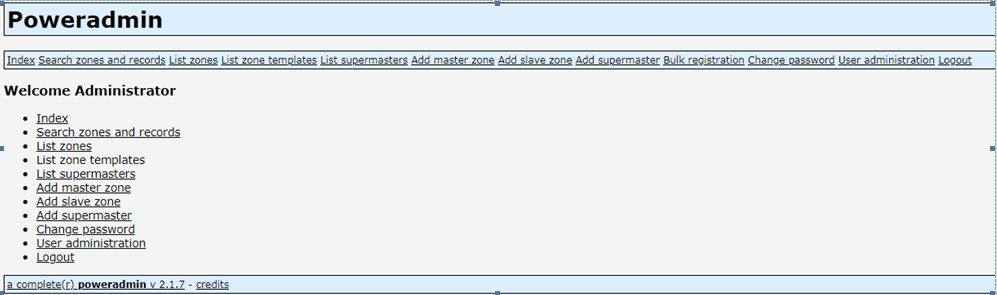 Poweradmin
Index Search zones and records List zones List zone templates List supermasters Add master zone Add slave zone Add supermaster Bulk registration Change password User administration Logout
Welcome Administrator
Index
Search zones and records
List zones
List zone templates
List supermasters
Add master zone
Add slave zone
Add supermaster
Change password
User administration
Logout
a complete(r) poweradmin v 2.1.7 - credits